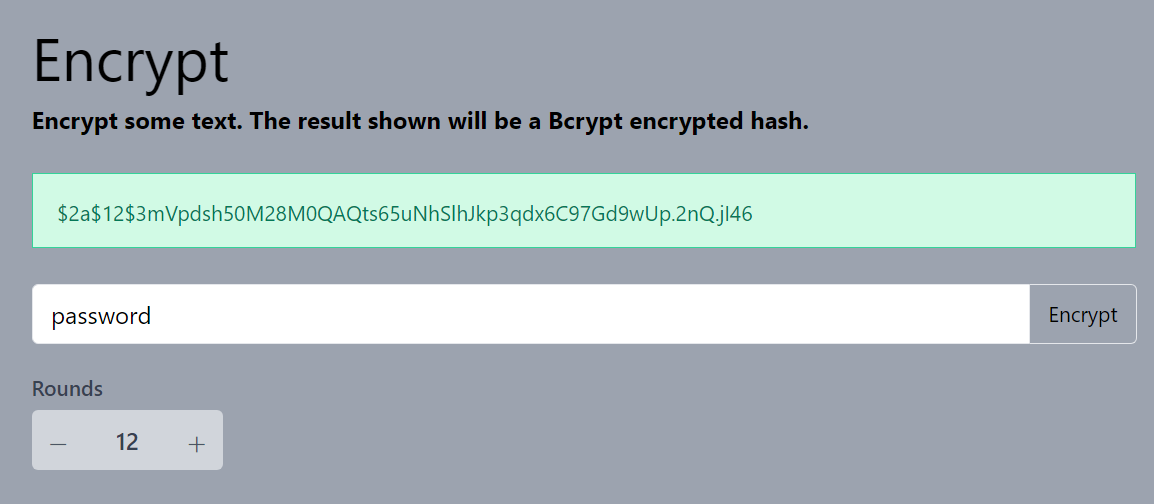 Encrypt
Encrypt some text. The result shown will be a Bcrypt encrypted hash.
$2a$12$3mVpdsh50M28M0QAQts65uNhSlhJkp3qdx6C97Gd9wUp.2nQ.jI46
password
Encrypt
Rounds
– 12 +